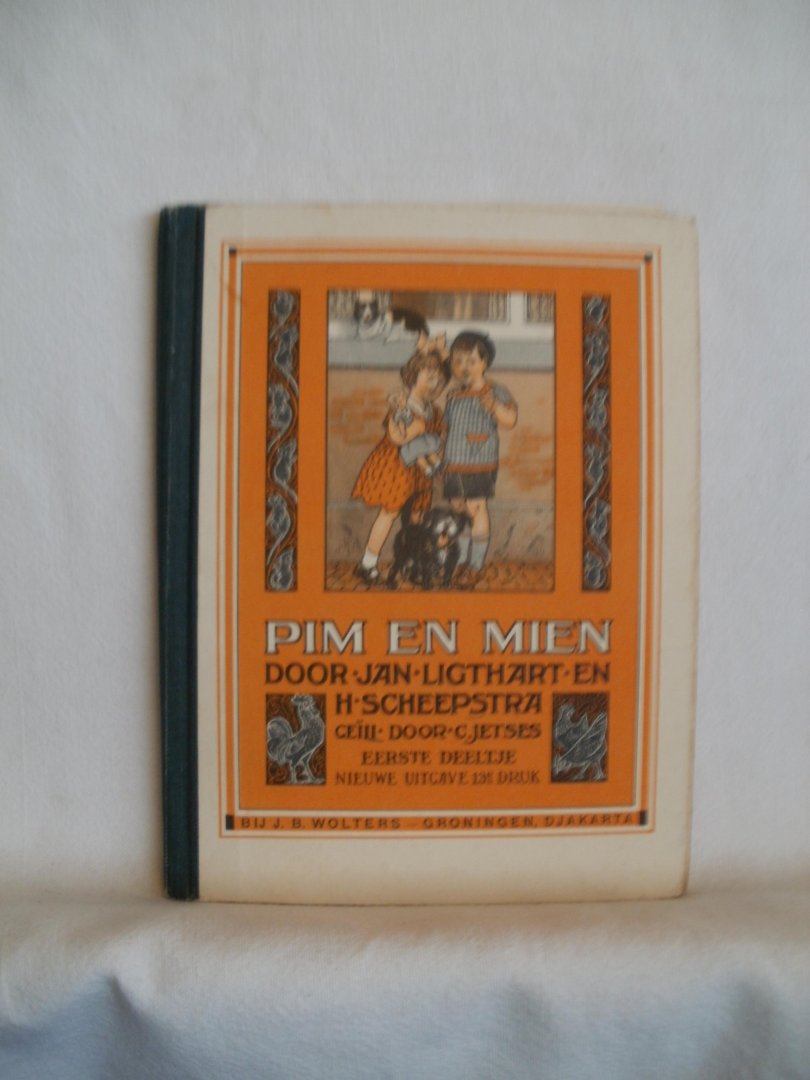 PIM EN MIEN
DOOR·JAN·LIGTHART·EN
H·SCHEEPSTRA
GEÏLL·DOOR·C·JETSES
EERSTE DEELTJE
NIEUWE UITGAVE 13E DRUK
BIJ J. B. WOLTERS – GRONINGEN, DJAKARTA